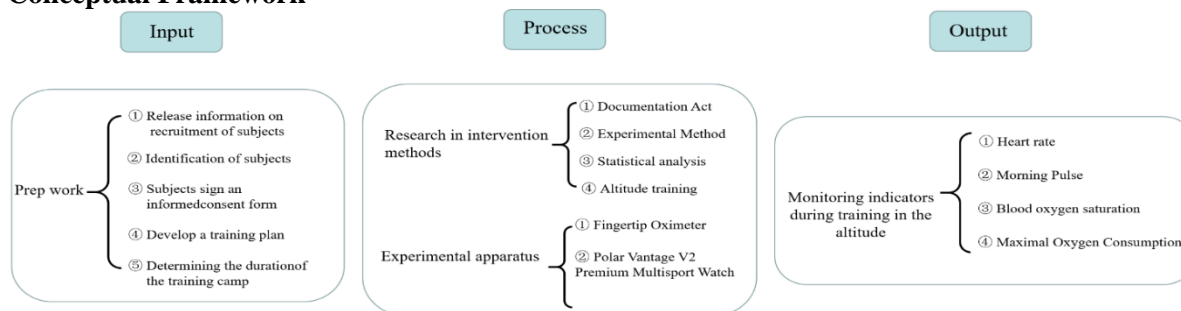 Conceptual Framework
Input
Process
Output
Prep work
① Release information on
recruitment of subjects
② Identification of subjects
③ Subjects sign an
informedconsent form
④ Develop a training plan
⑤ Determining the durationof
the training camp
Research in intervention
methods
① Documentation Act
② Experimental Method
③ Statistical analysis
④ Altitude training
Experimental apparatus
① Fingertip Oximeter
② Polar Vantage V2
Premium Multisport Watch
Monitoring indicators
during training in the
altitude
① Heart rate
② Morning Pulse
③ Blood oxygen saturation
④ Maximal Oxygen Consumption